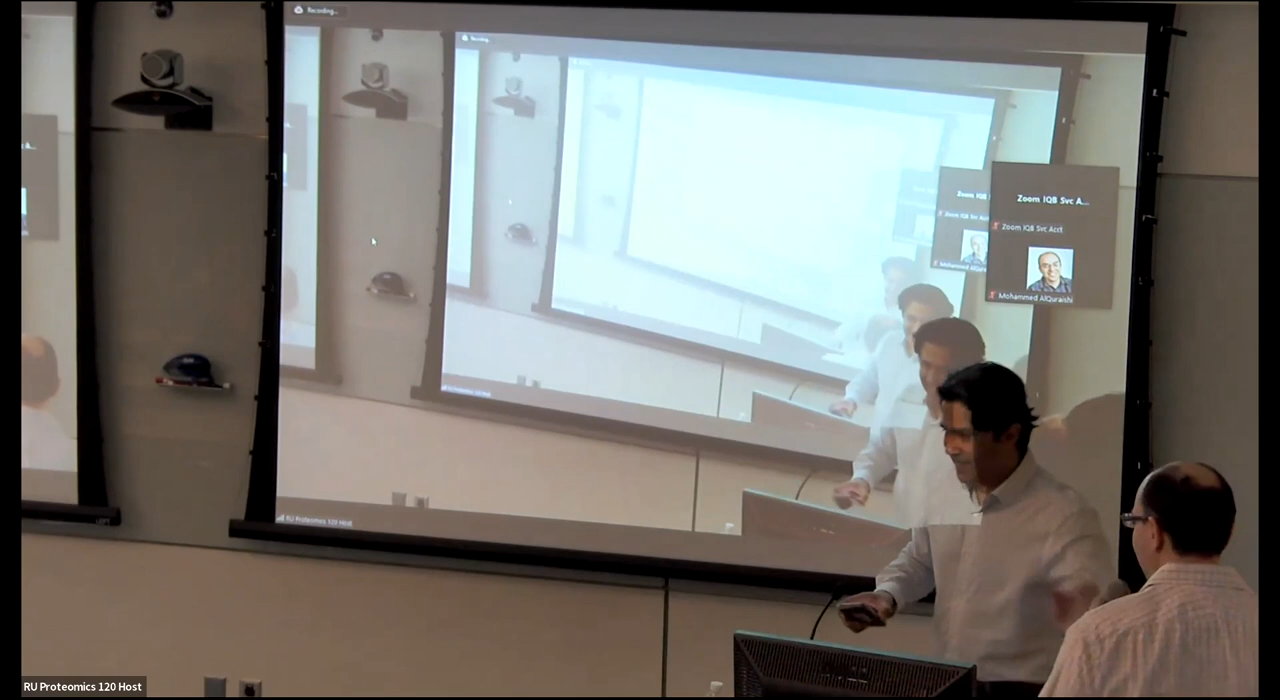 Recording...
Zoom IQB Svc A...
Zoom IQB Svc Acct
Mohammed AlQuraishi
RU Proteomics 120 Host
RU Proteomics 120 Host